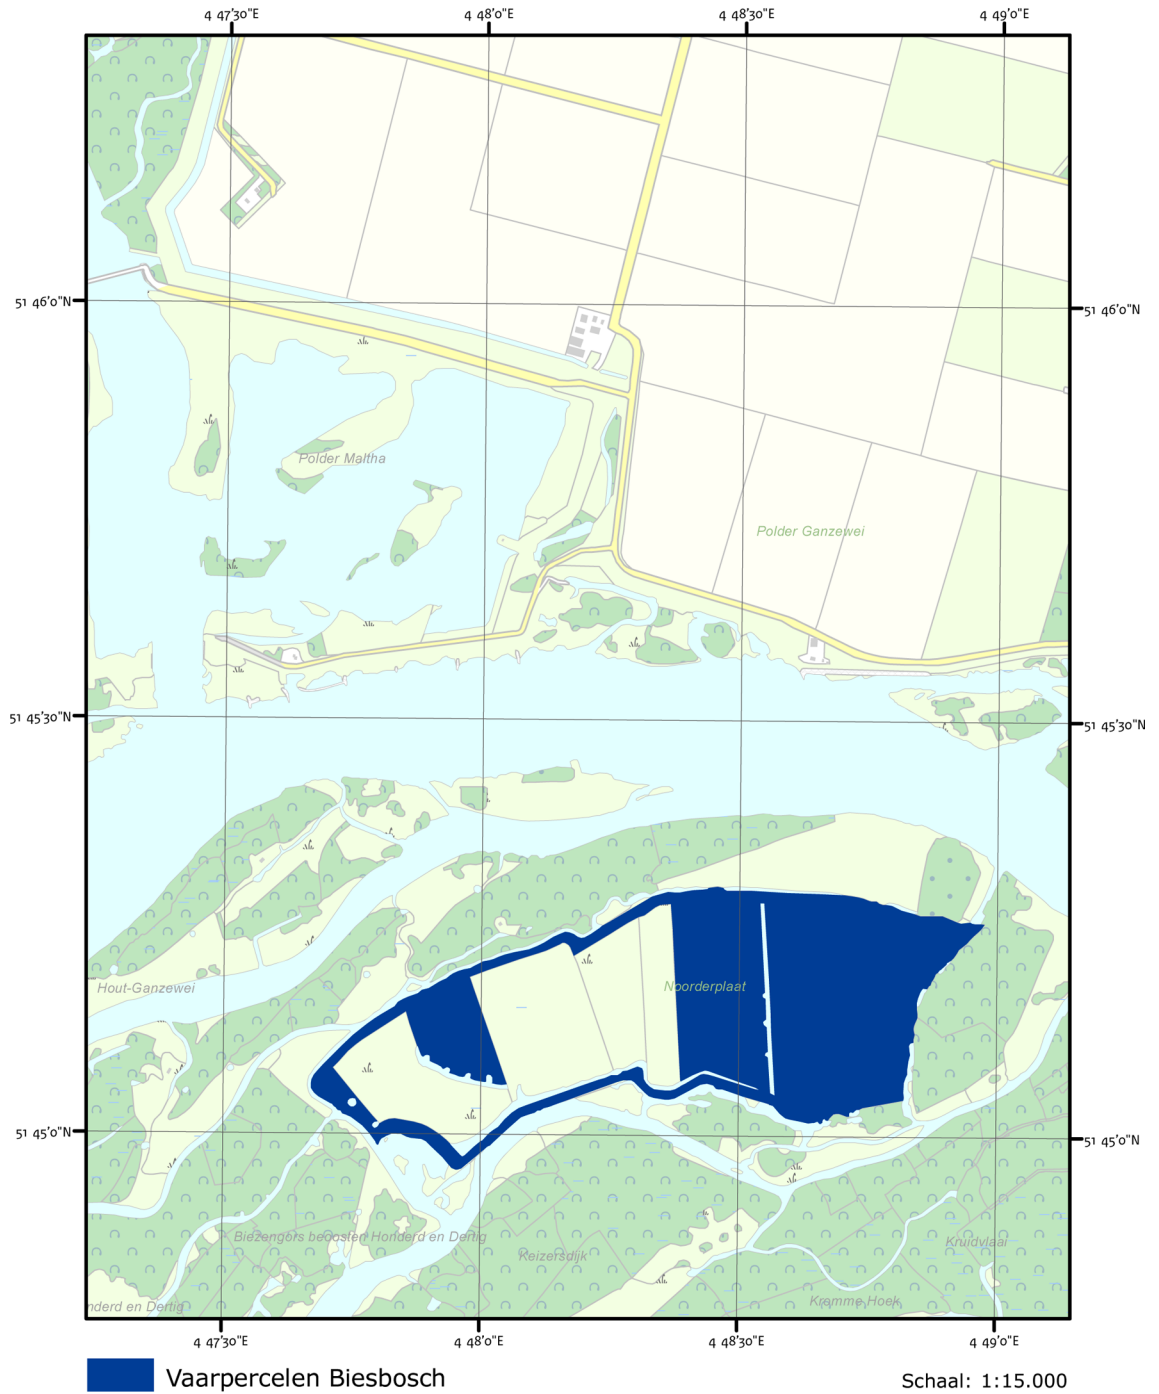 4 47'30"E 4 48'0"E 4 48'30"E 4 49'0"E
51 46'0"N 51 46'0"N
Polder Maltha
Polder Ganzewei
51 45'30"N 51 45'30"N
Hout-Ganzewei
Noorderplaat
51 45'0"N 51 45'0"N
Biezengors beoosten Honderd en Dertig
Keizersdijk
Kruidvlaai
nderd en Dertig
Kromme Hoek
4 47'30"E 4 48'0"E 4 48'30"E 4 49'0"E
Vaarpercelen Biesbosch
Schaal: 1:15.000